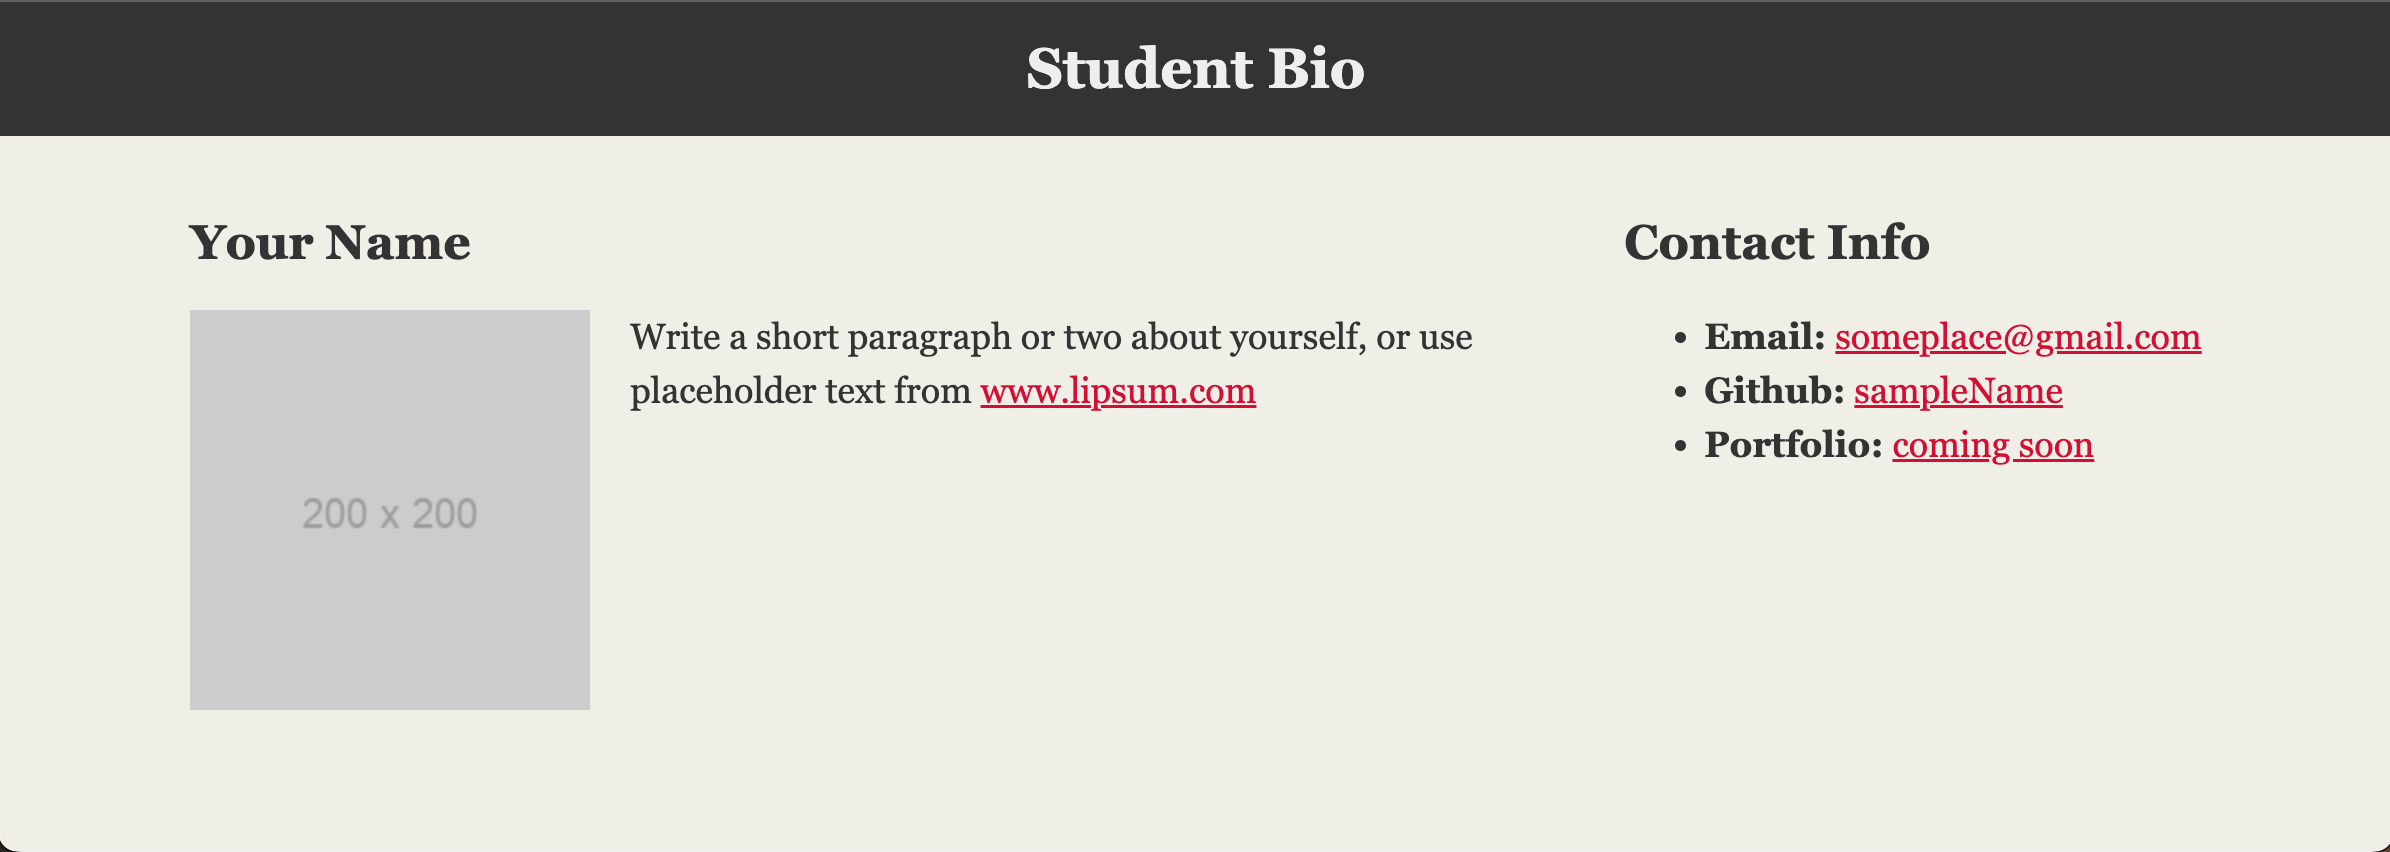 Student Bio
Your Name
200 x 200
Write a short paragraph or two about yourself, or use
placeholder text from www.lipsum.com
Contact Info
• Email: someplace@gmail.com
• Github: sampleName
• Portfolio: coming soon